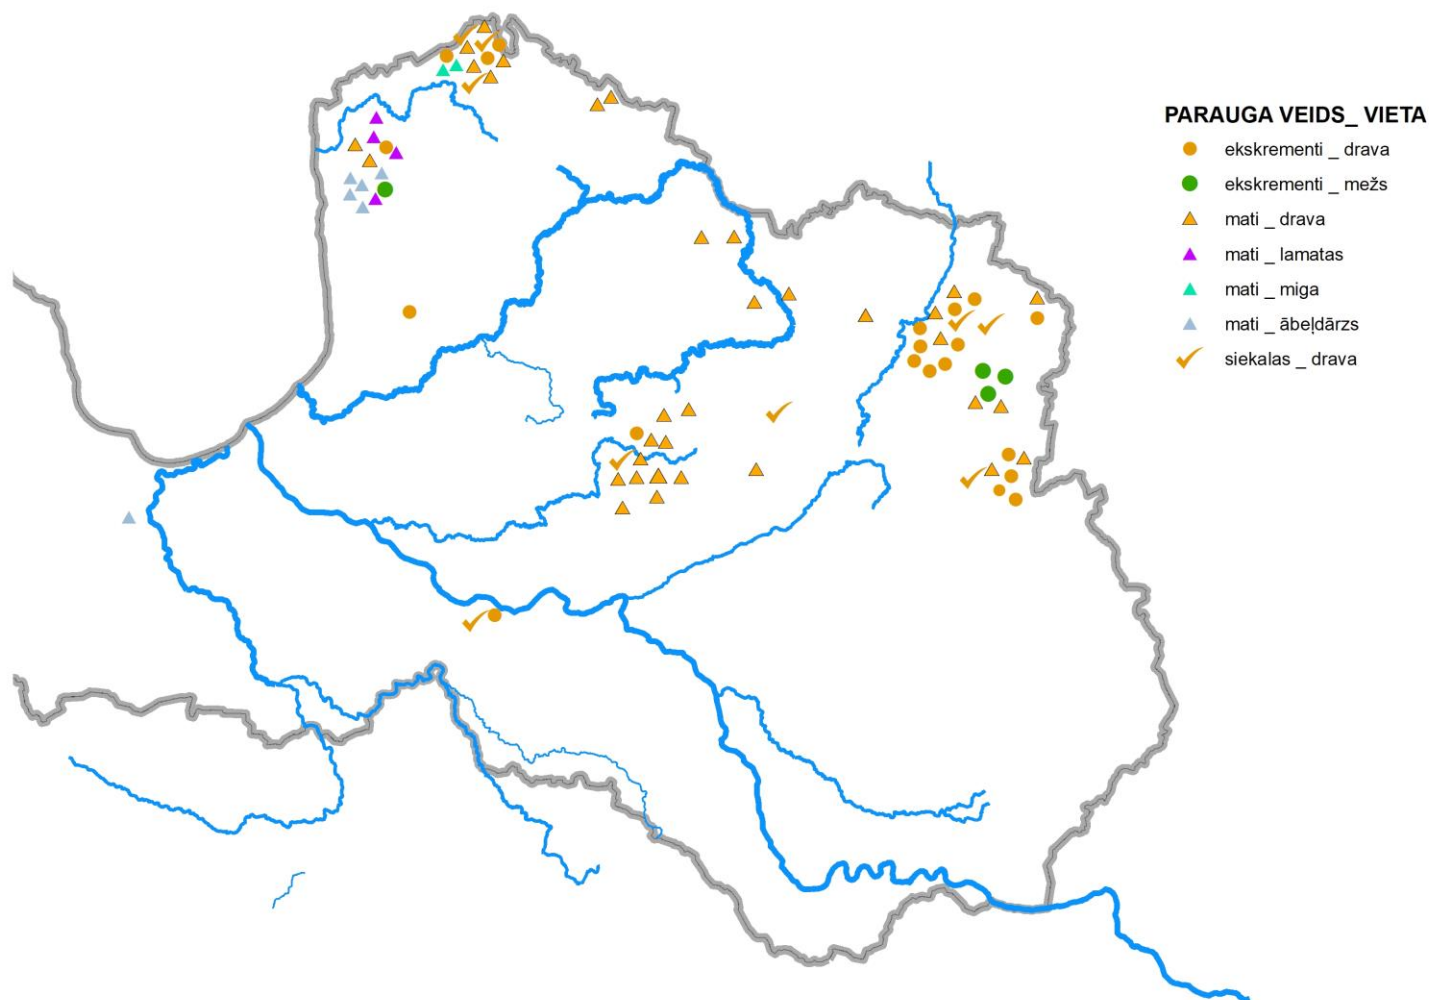 PARAUGA VEIDS_ VIETA
ekskrementi _ drava
ekskrementi _ mežs
mati _ drava
mati _ lamatas
mati _ miga
mati _ ābeļdārzs
siekalas _ drava